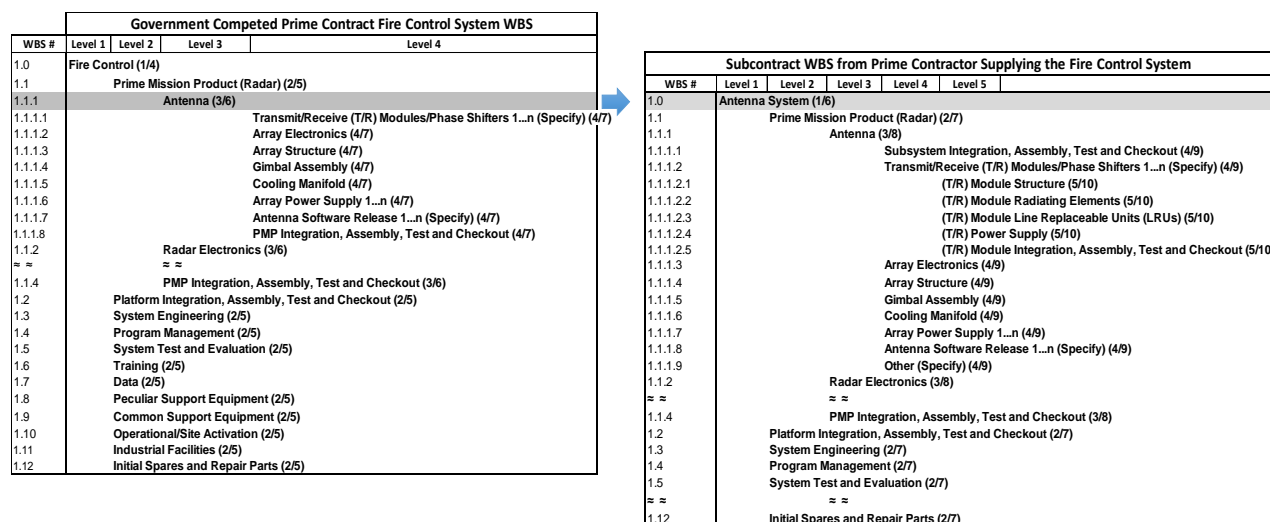 Government Competed Prime Contract Fire Control System WBS
WBS # Level 1 Level 2 Level 3 Level 4
1.0 Fire Control (1/4)
1.1 Prime Mission Product (Radar) (2/5)
1.1.1 Antenna (3/6)
1.1.1.1 Transmit/Receive (T/R) Modules/Phase Shifters 1...n (Specify) (4/7)
1.1.1.2 Array Electronics (4/7)
1.1.1.3 Array Structure (4/7)
1.1.1.4 Gimbal Assembly (4/7)
1.1.1.5 Cooling Manifold (4/7)
1.1.1.6 Array Power Supply 1...n (4/7)
1.1.1.7 Antenna Software Release 1...n (Specify) (4/7)
1.1.1.8 PMP Integration, Assembly, Test and Checkout (4/7)
1.1.2 Radar Electronics (3/6)
≈ ≈ ≈ ≈
1.1.4 PMP Integration, Assembly, Test and Checkout (3/6)
1.2 Platform Integration, Assembly, Test and Checkout (2/5)
1.3 System Engineering (2/5)
1.4 Program Management (2/5)
1.5 System Test and Evaluation (2/5)
1.6 Training (2/5)
1.7 Data (2/5)
1.8 Peculiar Support Equipment (2/5)
1.9 Common Support Equipment (2/5)
1.10 Operational/Site Activation (2/5)
1.11 Industrial Facilities (2/5)
1.12 Initial Spares and Repair Parts (2/5)
Subcontract WBS from Prime Contractor Supplying the Fire Control System
WBS # Level 1 Level 2 Level 3 Level 4 Level 5
1.0 Antenna System (1/6)
1.1 Prime Mission Product (Radar) (2/7)
1.1.1 Antenna (3/8)
1.1.1.1 Subsystem Integration, Assembly, Test and Checkout (4/9)
1.1.1.2 Transmit/Receive (T/R) Modules/Phase Shifters 1...n (Specify) (4/9)
1.1.1.2.1 (T/R) Module Structure (5/10)
1.1.1.2.2 (T/R) Module Radiating Elements (5/10)
1.1.1.2.3 (T/R) Module Line Replaceable Units (LRUs) (5/10)
1.1.1.2.4 (T/R) Power Supply (5/10)
1.1.1.2.5 (T/R) Module Integration, Assembly, Test and Checkout (5/10
1.1.1.3 Array Electronics (4/9)
1.1.1.4 Array Structure (4/9)
1.1.1.5 Gimbal Assembly (4/9)
1.1.1.6 Cooling Manifold (4/9)
1.1.1.7 Array Power Supply 1...n (4/9)
1.1.1.8 Antenna Software Release 1...n (Specify) (4/9)
1.1.1.9 Other (Specify) (4/9)
1.1.2 Radar Electronics (3/8)
≈ ≈ ≈ ≈
1.1.4 PMP Integration, Assembly, Test and Checkout (3/8)
1.2 Platform Integration, Assembly, Test and Checkout (2/7)
1.3 System Engineering (2/7)
1.4 Program Management (2/7)
1.5 System Test and Evaluation (2/7)
≈ ≈ ≈ ≈
1.12 Initial Spares and Repair Parts (2/7)